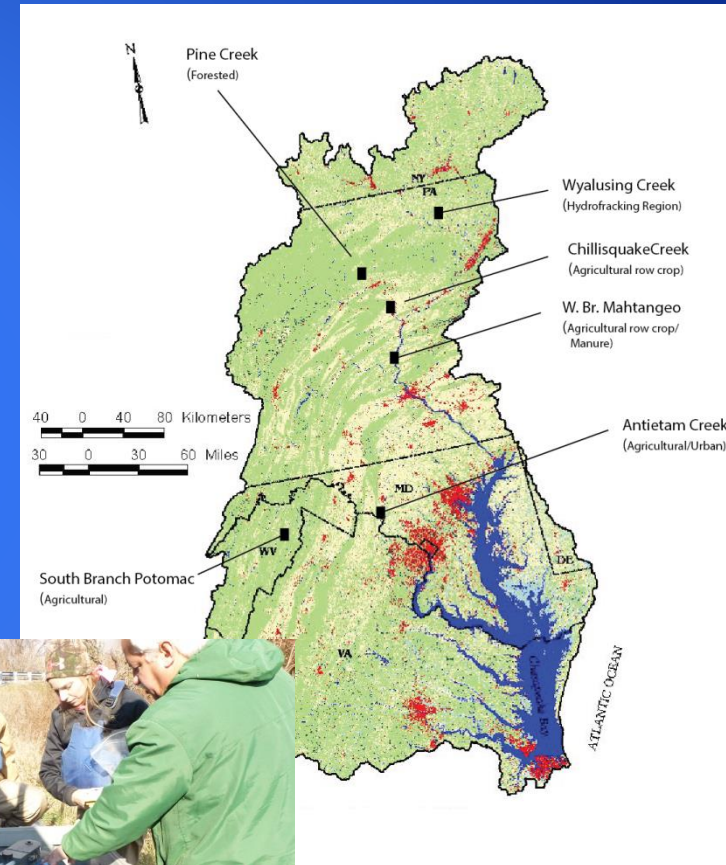 N
Pine Creek
(Forested)
NY
PA
Wyalusing Creek
(Hydrofracking Region)
ChillisquakeCreek
(Agricultural row crop)
W. Br. Mahtangeo
(Agricultural row crop/
Manure)
40 0 40 80 Kilometers
30 0 30 60 Miles
Antietam Creek
(Agricultural/Urban)
MD
WV
DE
South Branch Potomac
(Agricultural)
VA
Chesapeake Bay
ATLANTIC OCEAN